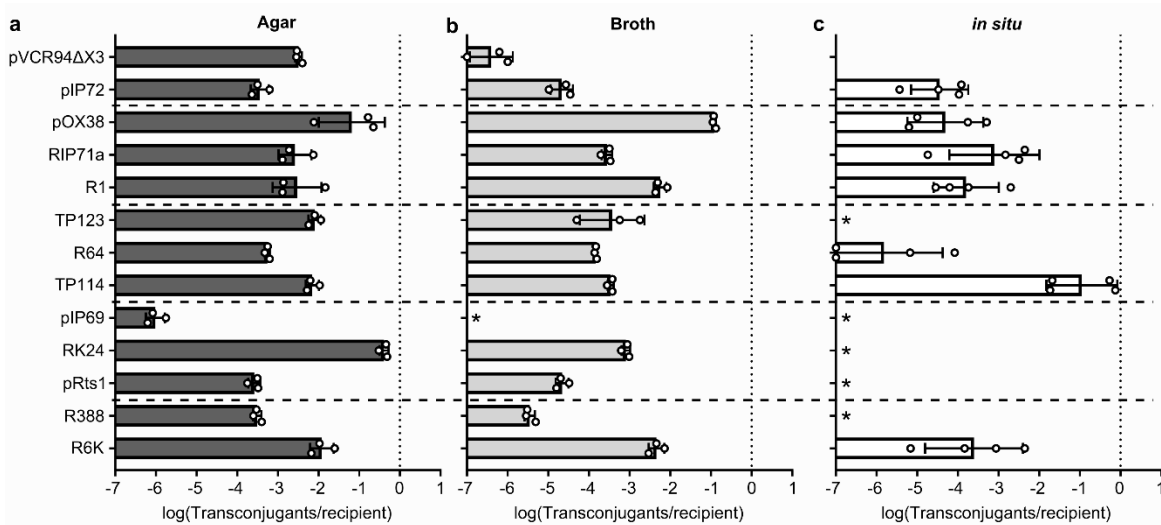 a Agar b Broth c in situ
pVCR94ΔX3
pIP72
pOX38
RIP71a
R1
TP123 *
R64
TP114
pIP69 * *
RK24 *
pRts1 *
R388 *
R6K
-7 -6 -5 -4 -3 -2 -1 0 1 -7 -6 -5 -4 -3 -2 -1 0 1 -7 -6 -5 -4 -3 -2 -1 0 1
log(Transconjugants/recipient) log(Transconjugants/recipient) log(Transconjugants/recipient)